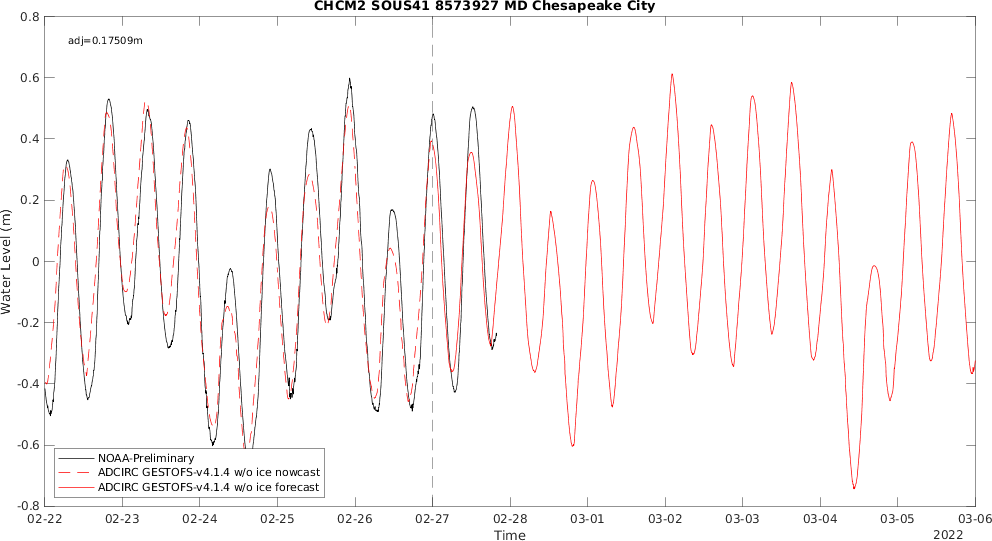 CHCM2 SOUS41 8573927 MD Chesapeake City
adj=0.17509m
0.8
0.6
0.4
0.2
0
-0.2
-0.4
-0.6
-0.8
Water Level (m)
NOAA-Preliminary
ADCIRC GESTOFS-v4.1.4 w/o ice nowcast
ADCIRC GESTOFS-v4.1.4 w/o ice forecast
02-22 02-23 02-24 02-25 02-26 02-27 02-28 03-01 03-02 03-03 03-04 03-05 03-06
Time
2022